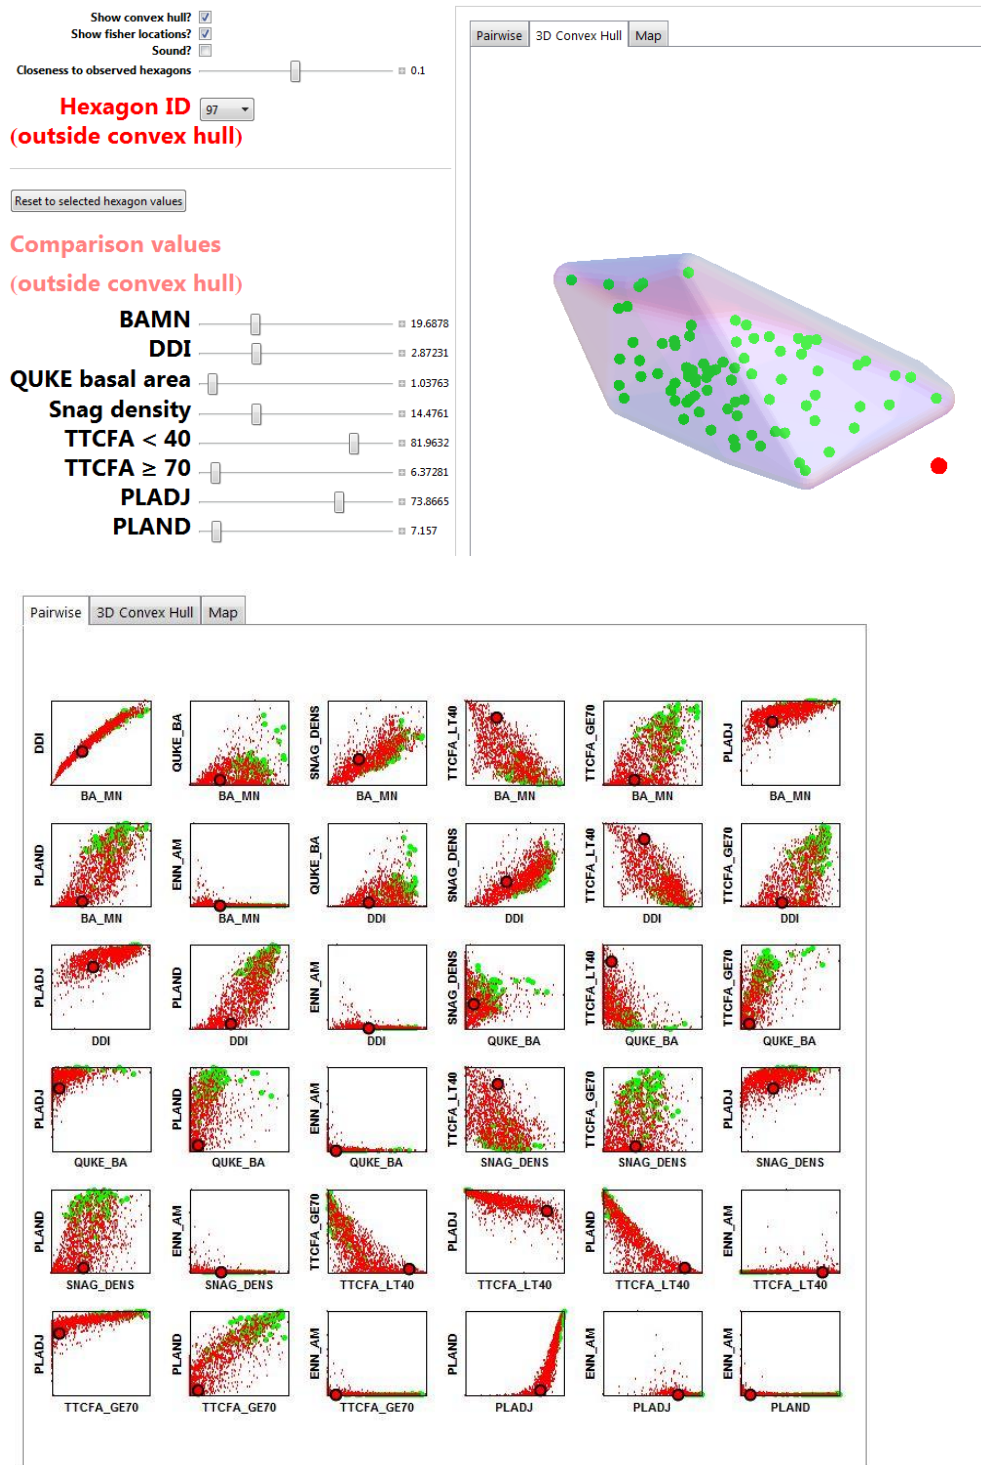 Show convex hull?
Show fisher locations?
Sound?
Closeness to observed hexagons 0.1
Hexagon ID 97
(outside convex hull)
Reset to selected hexagon values
Comparison values
(outside convex hull)
BAMN 19.6878
DDI 2.87231
QUKE basal area 1.03763
Snag density 14.4761
TTCFA < 40 81.9632
TTCFA ≥ 70 6.37281
PLADJ 73.8665
PLAND 7.157
Pairwise 3D Convex Hull Map
Pairwise 3D Convex Hull Map
DDI QUKE_BA SNAG_DENS TTCFA_LT40 TTCFA_GE70 PLADJ
BA_MN BA_MN BA_MN BA_MN BA_MN BA_MN
PLAND ENN_AM QUKE_BA SNAG_DENS TTCFA_LT40 TTCFA_GE70
BA_MN BA_MN DDI DDI DDI DDI
PLADJ PLAND ENN_AM SNAG_DENS TTCFA_LT40 TTCFA_GE70
DDI DDI DDI QUKE_BA QUKE_BA QUKE_BA
PLADJ PLAND ENN_AM TTCFA_LT40 TTCFA_GE70 PLADJ
QUKE_BA QUKE_BA QUKE_BA SNAG_DENS SNAG_DENS SNAG_DENS
PLAND ENN_AM TTCFA_GE70 PLADJ PLAND ENN_AM
SNAG_DENS SNAG_DENS TTCFA_LT40 TTCFA_LT40 TTCFA_LT40 TTCFA_LT40
PLADJ PLAND ENN_AM PLAND ENN_AM ENN_AM
TTCFA_GE70 TTCFA_GE70 TTCFA_GE70 PLADJ PLADJ PLAND